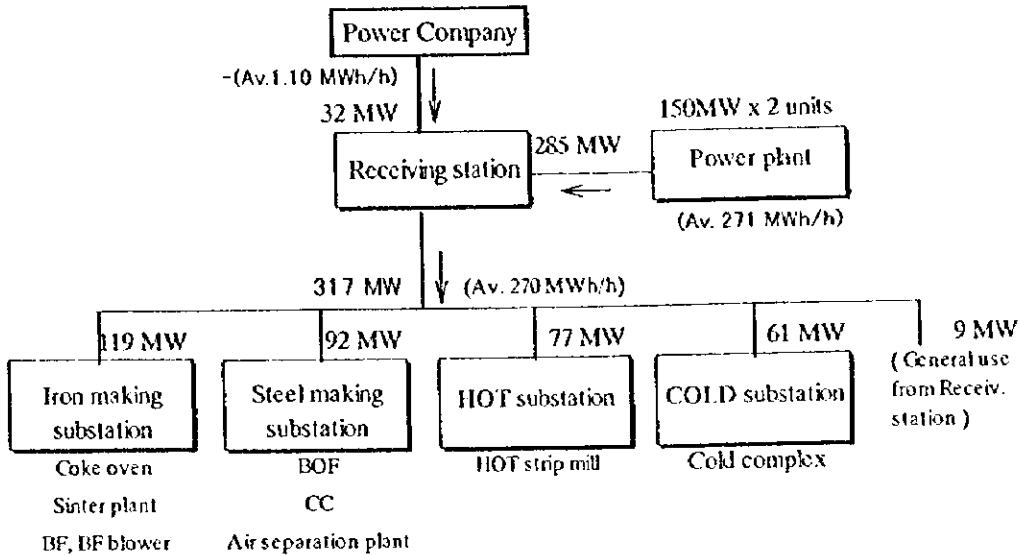 Power Company
-(Av.1.10 MWh/h)
32 MW
150MW x 2 units
Receiving station
285 MW
Power plant
(Av. 271 MWh/h)
317 MW
(Av. 270 MWh/h)
119 MW
92 MW
77 MW
61 MW
9 MW
Iron making
substation
Steel making
substation
HOT substation
COLD substation
( General use
from Receiv.
station )
Coke oven
Sinter plant
BF, BF blower
BOF
CC
Air separation plant
HOT strip mill
Cold complex